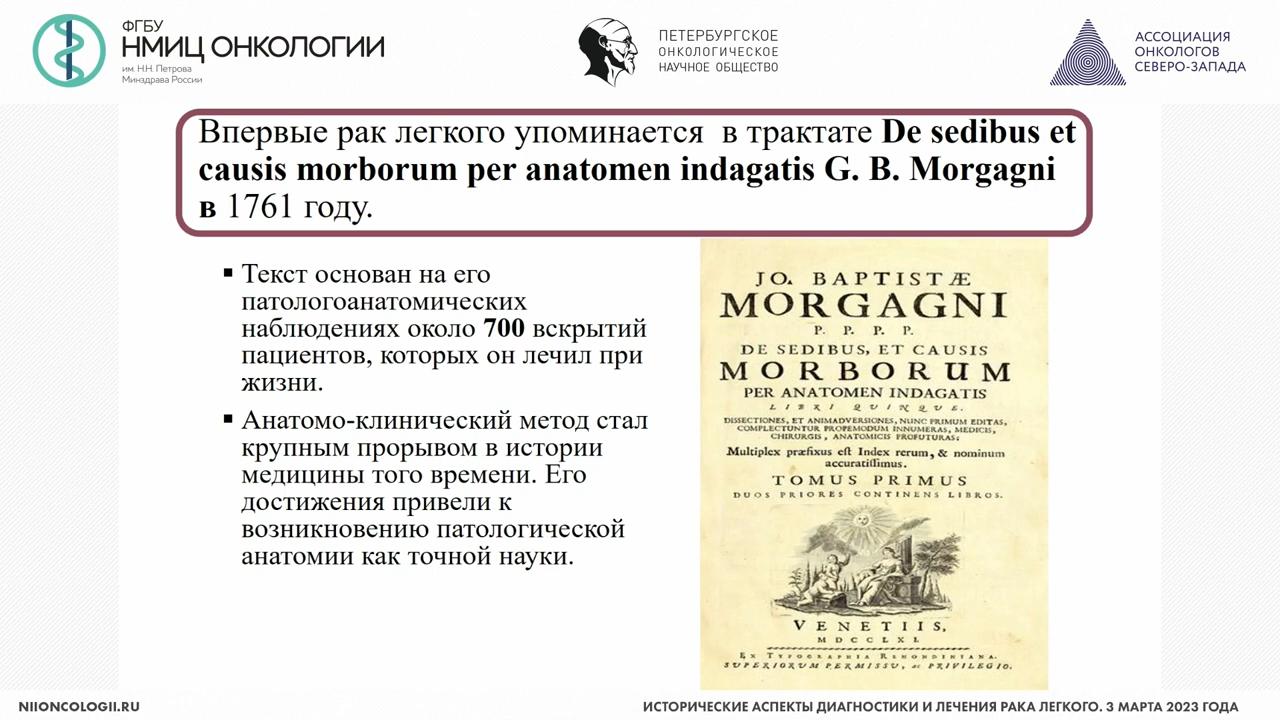 ФГБУ
НМИЦ ОНКОЛОГИИ
им. Н.Н. Петрова
Минздрава России
ПЕТЕРБУРГСКОЕ
ОНКОЛОГИЧЕСКОЕ
НАУЧНОЕ ОБЩЕСТВО
АССОЦИАЦИЯ
ОНКОЛОГОВ
СЕВЕРО-ЗАПАДА
Впервые рак легкого упоминается в трактате De sedibus et
causis morborum per anatomen indagatis G. B. Morgagni
в 1761 году.
▪ Текст основан на его
патологоанатомических
наблюдениях около 700 вскрытий
пациентов, которых он лечил при
жизни.
▪ Анатомо-клинический метод стал
крупным прорывом в истории
медицины того времени. Его
достижения привели к
возникновению патологической
анатомии как точной науки.
JO. BAPTISTÆ
MORGAGNI
P. P. P. P.
DE SEDIBUS, ET CAUSIS
MORBORUM
PER ANATOMEN INDAGATIS
LIBRI QUINQUE.
DISSECTIONES, ET ANIMADVERSIONES, NUNC PRIMUM EDITAS,
COMPLECTUNTUR PROPEMODUM INNUMERAS, MEDICIS,
CHIRURGIS, ANATOMICIS PROFUTURAS:
Multiplex præfixus est Index rerum, & nominum
accuratissimus.
TOMUS PRIMUS
DUOS PRIORES CONTINENS LIBROS.
VENETIIS,
MDCCLXI.
EX TYPOGRAPHIA REMONDINIANA.
SUPERIORUM PERMISSU, ac PRIVILEGIO.
NIIONCOLOGII.RU
ИСТОРИЧЕСКИЕ АСПЕКТЫ ДИАГНОСТИКИ И ЛЕЧЕНИЯ РАКА ЛЕГКОГО. 3 МАРТА 2023 ГОДА